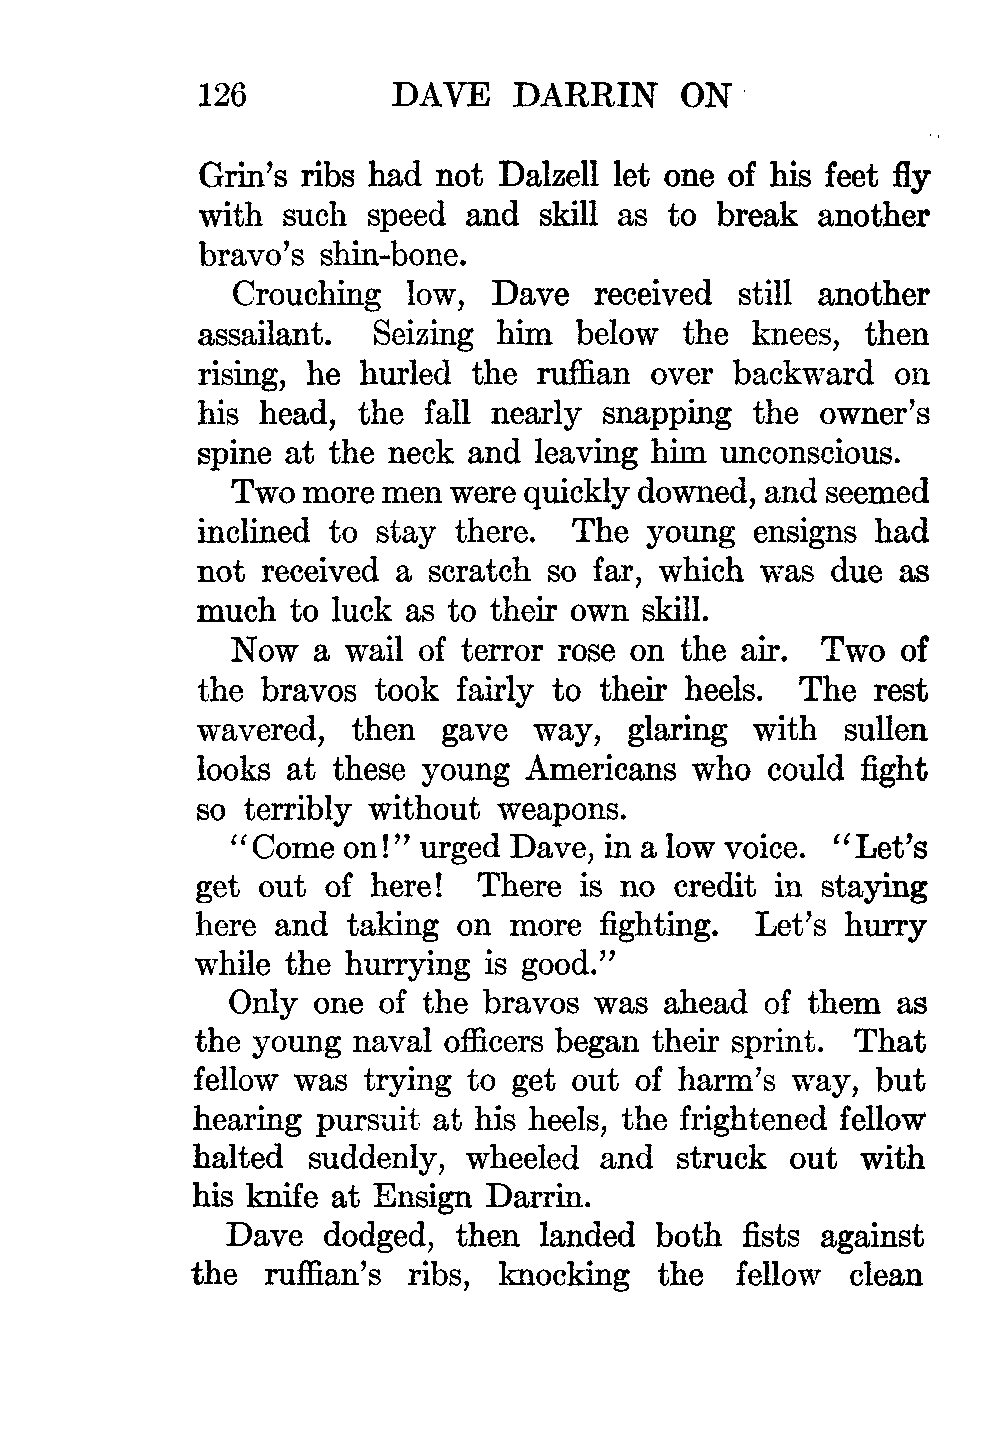 126 DAVE DARRIN ON
Grin's ribs had not Dalzell let one of his feet fly
with such speed and skill as to break another
bravo's shin-bone.
Crouching low, Dave received still another
assailant. Seizing him below the knees, then
rising, he hurled the ruffian over backward on
his head, the fall nearly snapping the owner's
spine at the neck and leaving him unconscious.
Two more men were quickly downed, and seemed
inclined to stay there. The young ensigns had
not received a scratch so far, which was due as
much to luck as to their own skill.
Now a wail of terror rose on the air. Two of
the bravos took fairly to their heels. The rest
wavered, then gave way, glaring with sullen
looks at these young Americans who could fight
so terribly without weapons.
"Come on!" urged Dave, in a low voice. "Let's
get out of here! There is no credit in staying
here and taking on more fighting. Let's hurry
while the hurrying is good."
Only one of the bravos was ahead of them as
the young naval officers began their sprint. That
fellow was trying to get out of harm's way, but
hearing pursuit at his heels, the frightened fellow
halted suddenly, wheeled and struck out with
his knife at Ensign Darrin.
Dave dodged, then landed both fists against
the ruffian's ribs, knocking the fellow clean